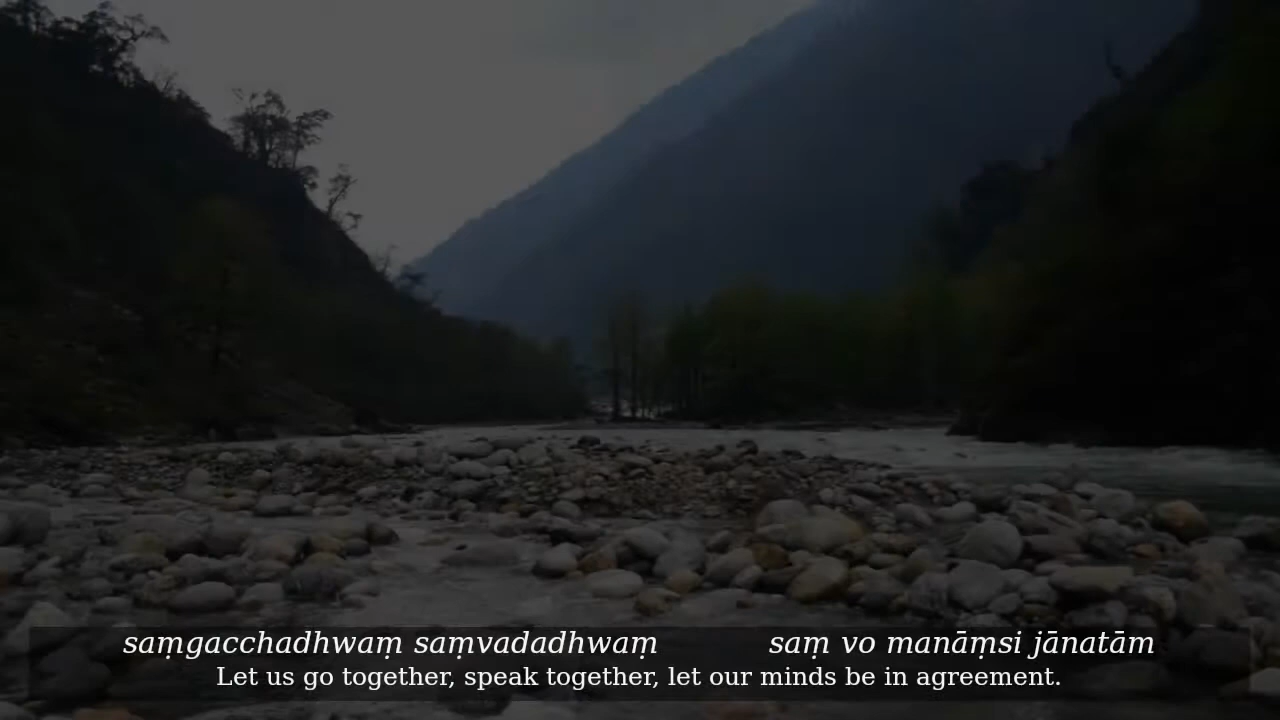 saṃgacchadhwaṃ saṃvadadhwaṃ saṃ vo manāṃsi jānatām
Let us go together, speak together, let our minds be in agreement.